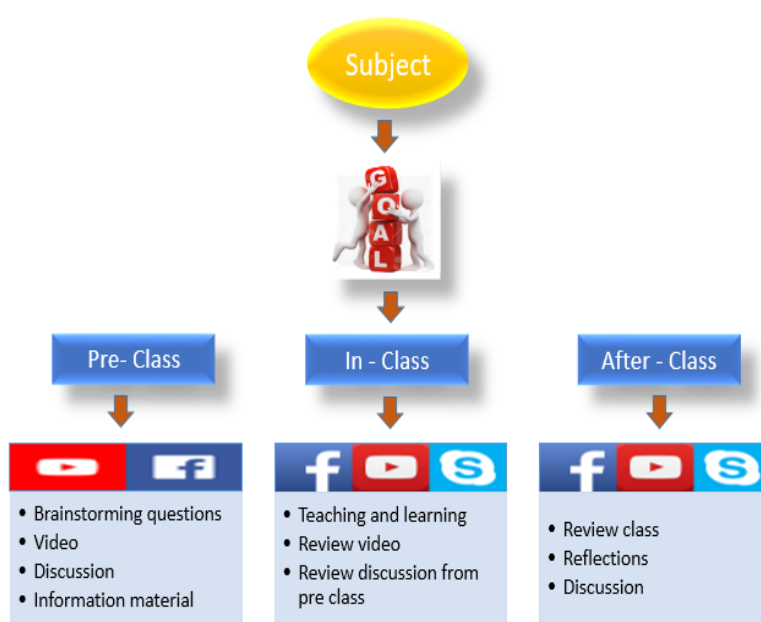 Subject
G
O
A
L
Pre- Class
In - Class
After - Class
f
f
S
f
S
• Brainstorming questions
• Video
• Discussion
• Information material
• Teaching and learning
• Review video
• Review discussion from
pre class
• Review class
• Reflections
• Discussion